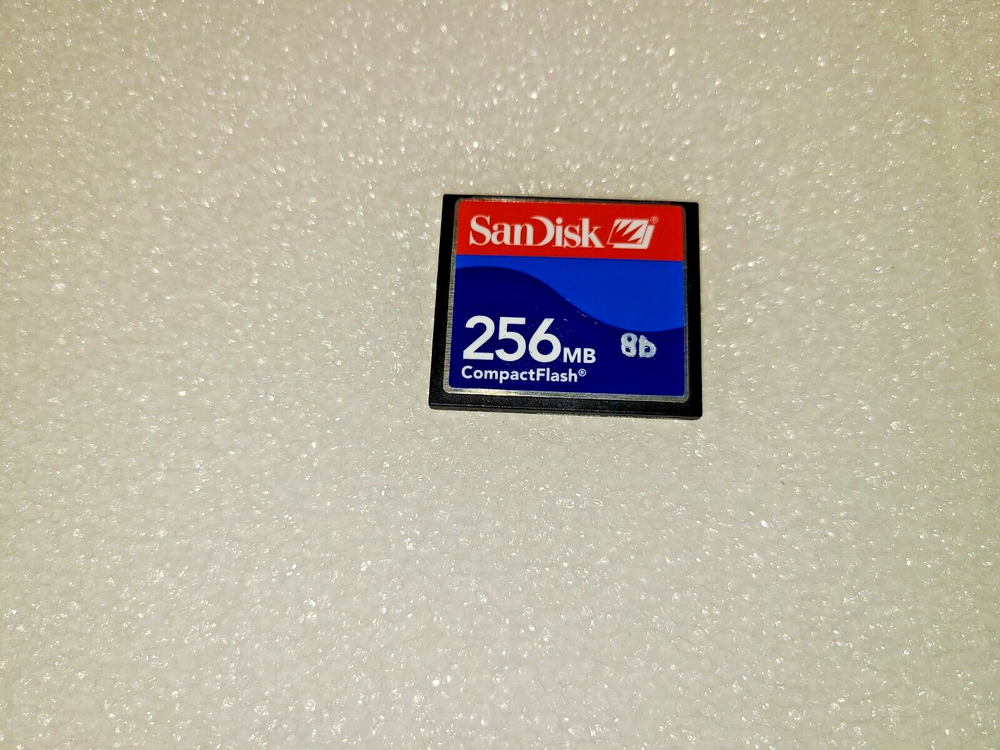 SanDisk®
256MB
8b
CompactFlash®